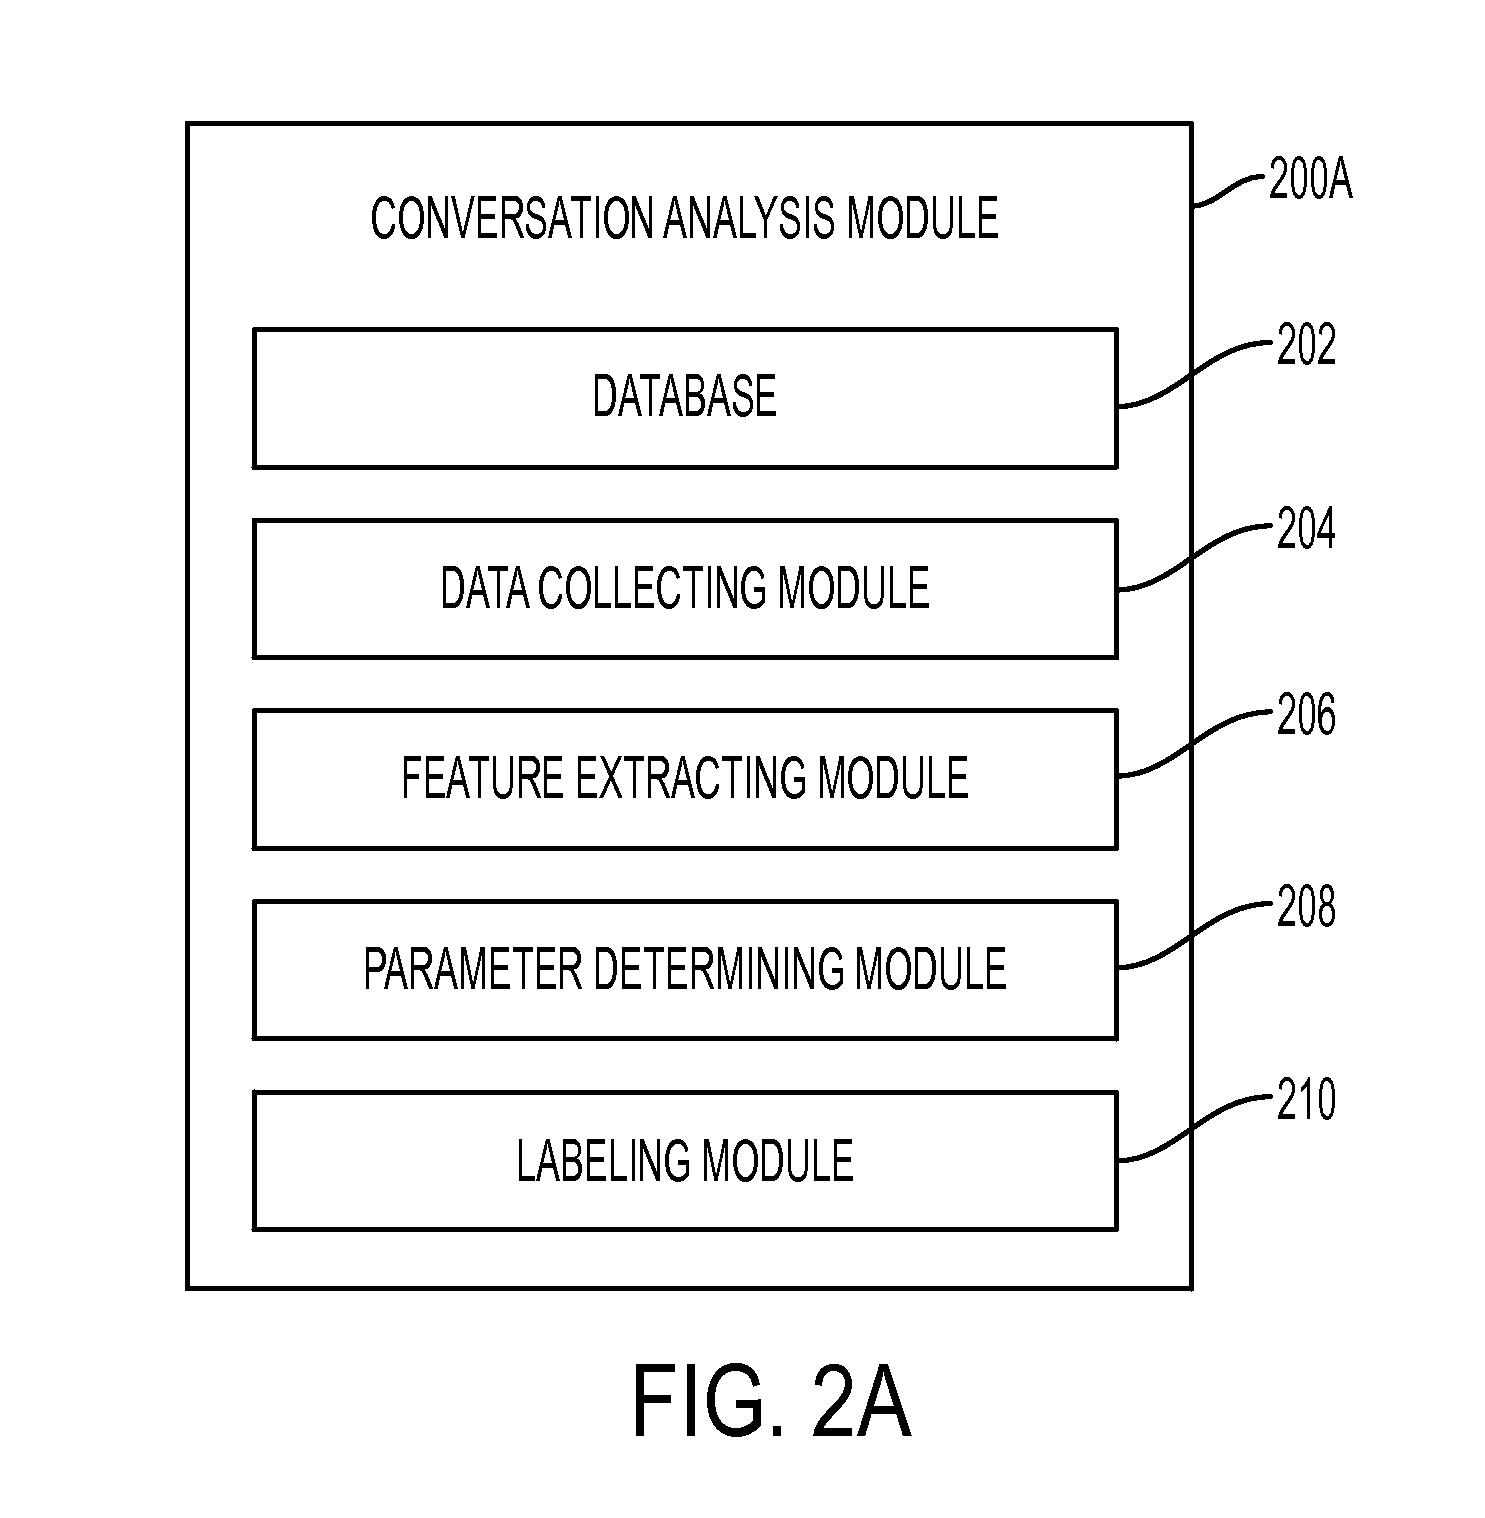 200A
CONVERSATION ANALYSIS MODULE
202
DATABASE
204
DATA COLLECTING MODULE
206
FEATURE EXTRACTING MODULE
208
PARAMETER DETERMINING MODULE
210
LABELING MODULE
FIG. 2A